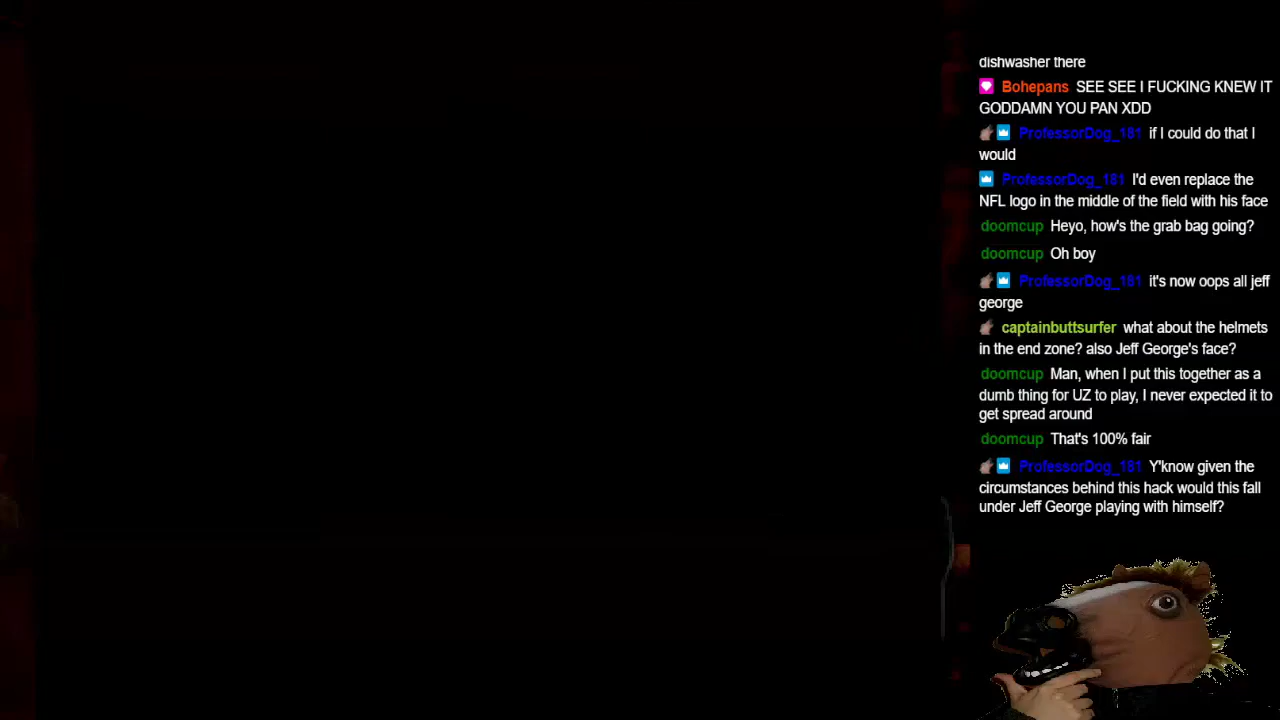 dishwasher there
Bohepans SEE SEE I FUCKING KNEW IT
GODDAMN YOU PAN XDD
ProfessorDog_181 if I could do that I
would
ProfessorDog_181 I'd even replace the
NFL logo in the middle of the field with his face
doomcup Heyo, how's the grab bag going?
doomcup Oh boy
ProfessorDog_181 it's now oops all jeff
george
captainbuttsurfer what about the helmets
in the end zone? also Jeff George's face?
doomcup Man, when I put this together as a
dumb thing for UZ to play, I never expected it to
get spread around
doomcup That's 100% fair
ProfessorDog_181 Y'know given the
circumstances behind this hack would this fall
under Jeff George playing with himself?